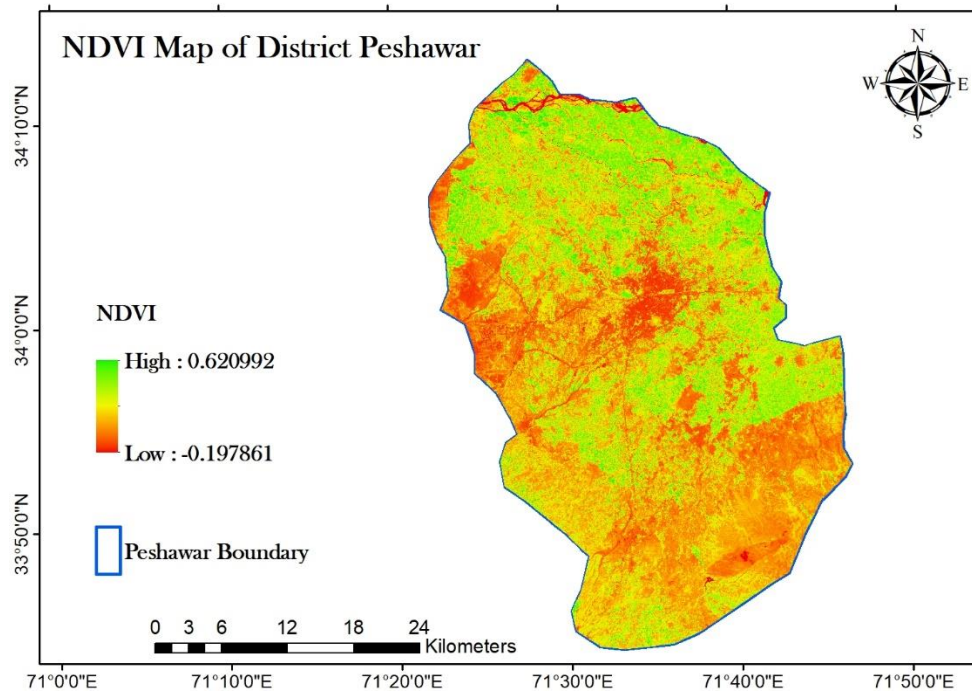 NDVI Map of District Peshawar
N
W
E
S
34°10'0"N
34°0'0"N
33°50'0"N
NDVI
High : 0.620992
Low : -0.197861
Peshawar Boundary
0 3 6 12 18 24
Kilometers
71°0'0"E 71°10'0"E 71°20'0"E 71°30'0"E 71°40'0"E 71°50'0"E